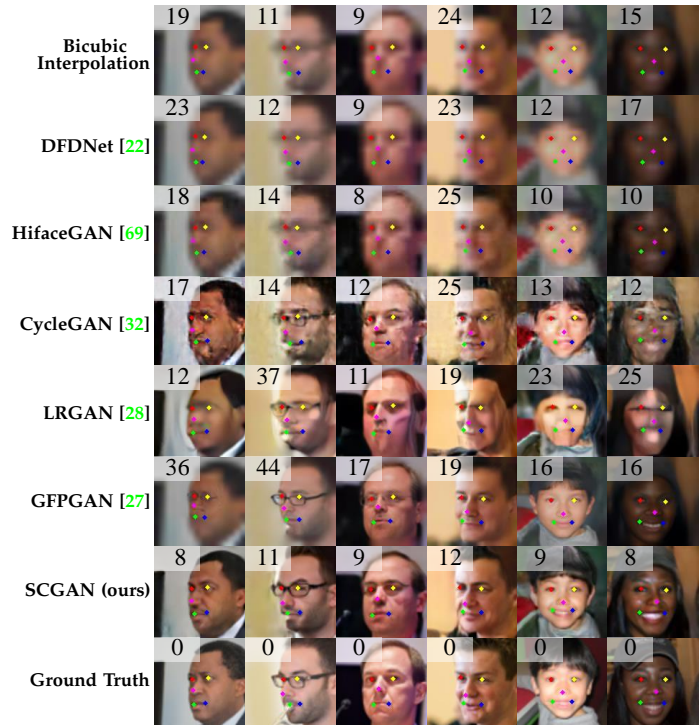 19 11 9 24 12 15
Bicubic
Interpolation
23 12 9 23 12 17
DFDNet [22]
18 14 8 25 10 10
HifaceGAN [69]
17 14 12 25 13 12
CycleGAN [32]
12 37 11 19 23 25
LRGAN [28]
36 44 17 19 16 16
GFPGAN [27]
8 11 9 12 9 8
SCGAN (ours)
0 0 0 0 0 0
Ground Truth